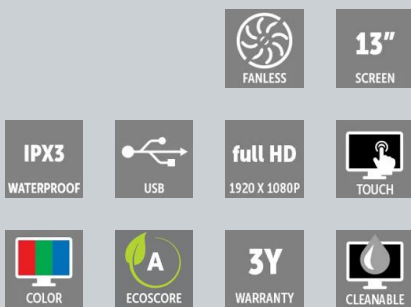 FANLESS
13"
SCREEN
IPX3
WATERPROOF
USB
full HD
1920 X 1080P
TOUCH
COLOR
A
ECOSCORE
3Y
WARRANTY
CLEANABLE